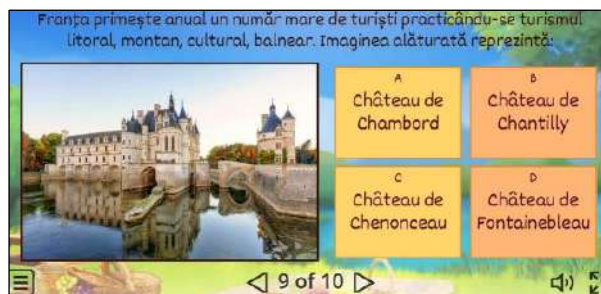 Franța primește anual un număr mare de turiști practicându-se turismul
litoral, montan, cultural, balnear. Imaginea alăturată reprezintă:
A
Château de
Chambord
B
Château de
Chantilly
C
Château de
Chenonceau
D
Château de
Fontainebleau
9 of 10